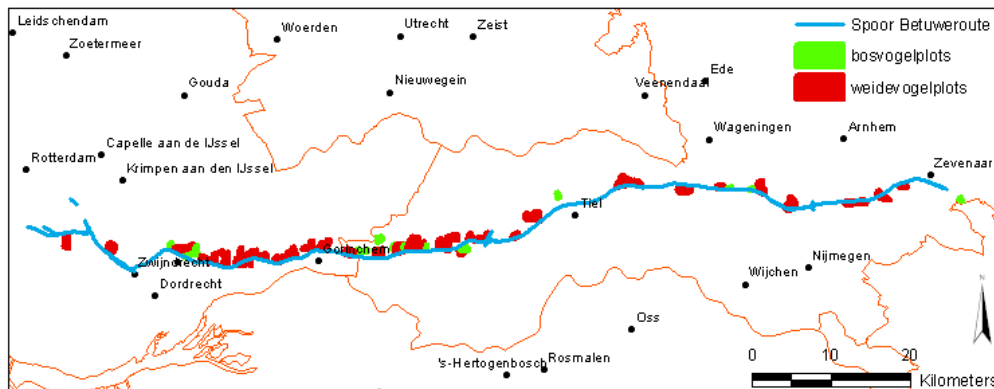 Leidschendam
Zoetermeer
Woerden
Utrecht
Zeist
Spoor Betuweroute
bosvogelplots
weidevogelplots
Gouda
Nieuwegein
Veenendaal
Ede
Capelle aan de IJssel
Rotterdam
Krimpen aan den IJssel
Wageningen
Arnhem
Zevenaar
Tiel
Gorinchem
Zwijndrecht
Dordrecht
Nijmegen
Wijchen
Oss
's-Hertogenbosch
Rosmalen
N
0 10 20
Kilometers